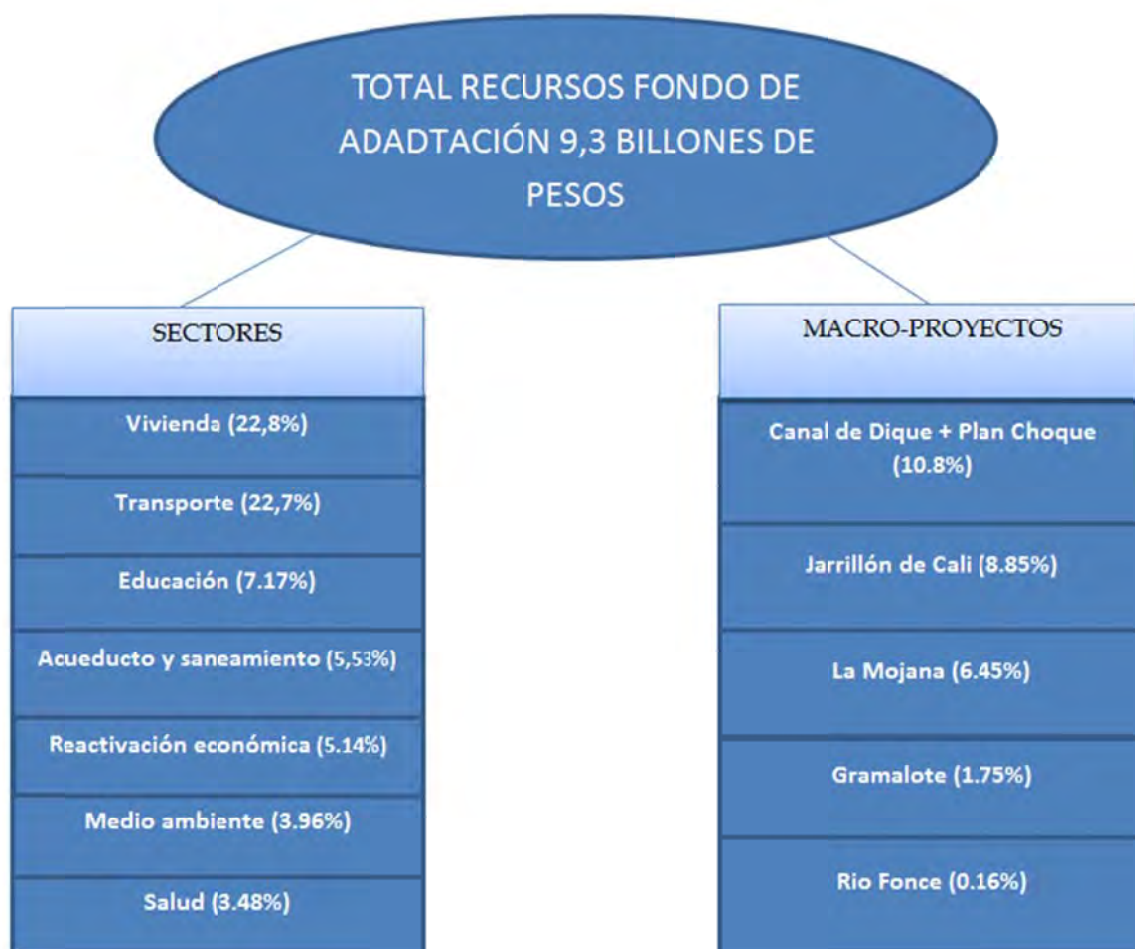 TOTAL RECURSOS FONDO DE
ADADTACIÓN 9,3 BILLONES DE
PESOS
SECTORES
Vivienda (22,8%)
Transporte (22,7%)
Educación (7.17%)
Acueducto y saneamiento (5,53%)
Reactivación económica (5.14%)
Medio ambiente (3.96%)
Salud (3.48%)
MACRO-PROYECTOS
Canal de Dique + Plan Choque
(10.8%)
Jarrillón de Cali (8.85%)
La Mojana (6.45%)
Gramalote (1.75%)
Rio Fonce (0.16%)